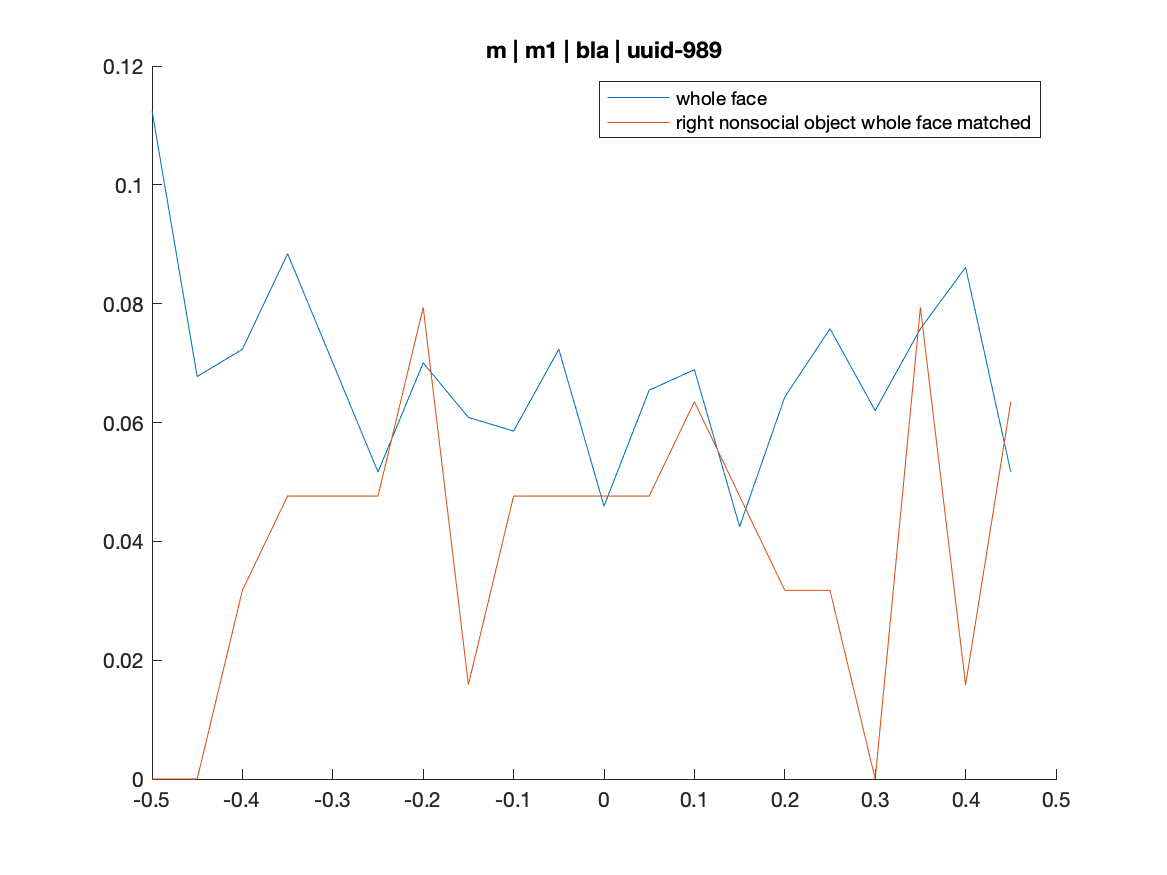 m | m1 | bla | uuid-989
0.12
whole face
right nonsocial object whole face matched
0.1
0.08
0.06
0.04
0.02
0
-0.5 -0.4 -0.3 -0.2 -0.1 0 0.1 0.2 0.3 0.4 0.5